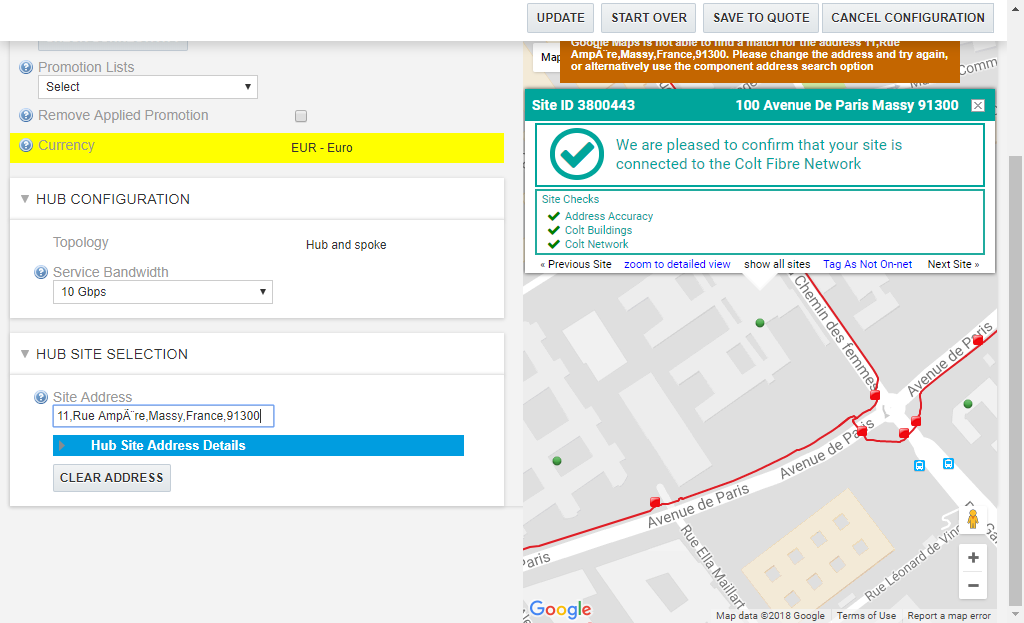 UPDATE
START OVER
SAVE TO QUOTE
CANCEL CONFIGURATION
Promotion Lists
Select
Remove Applied Promotion
Currency
EUR - Euro
HUB CONFIGURATION
Topology
Hub and spoke
Service Bandwidth
10 Gbps
HUB SITE SELECTION
Site Address
11,Rue AmpÃ¨re,Massy,France,91300
Hub Site Address Details
CLEAR ADDRESS
Map
Google Maps is not able to find a match for the address 11,Rue
AmpÃ¨re,Massy,France,91300. Please change the address and try again,
or alternatively use the component address search option
Site ID 3800443
100 Avenue De Paris Massy 91300
We are pleased to confirm that your site is
connected to the Colt Fibre Network
Site Checks
Address Accuracy
Colt Buildings
Colt Network
« Previous Site
zoom to detailed view
show all sites
Tag As Not On-net
Next Site »
Chemin des femmes
Avenue de Paris
Avenue de Paris
Avenue de Paris
Paris
Rue Ella Maillart
Rue Léonard de Vinc
Google
Map data ©2018 Google
Terms of Use
Report a map error